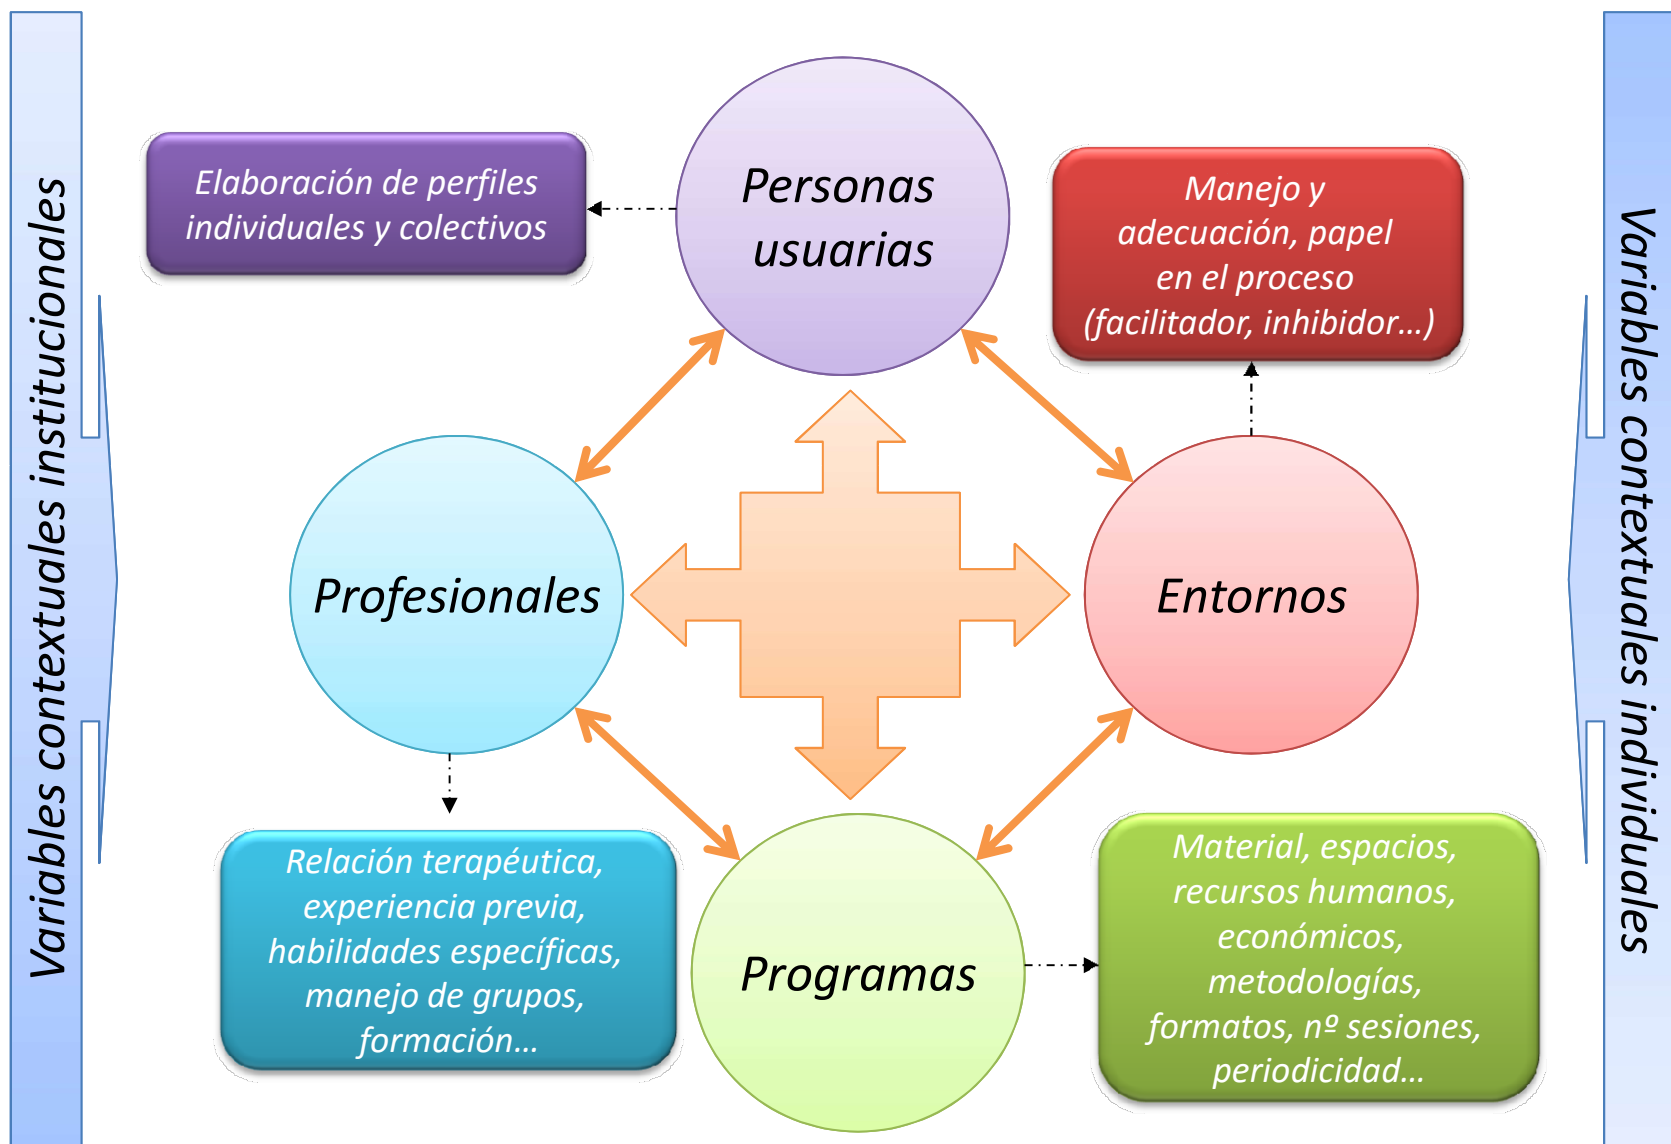 Variables contextuales institucionales
Elaboración de perfiles
individuales y colectivos
Personas
usuarias
Manejo y
adecuación, papel
en el proceso
(facilitador, inhibidor…)
Profesionales
Entornos
Relación terapéutica,
experiencia previa,
habilidades específicas,
manejo de grupos,
formación…
Programas
Material, espacios,
recursos humanos,
económicos,
metodologías,
formatos, nº sesiones,
periodicidad…
Variables contextuales individuales